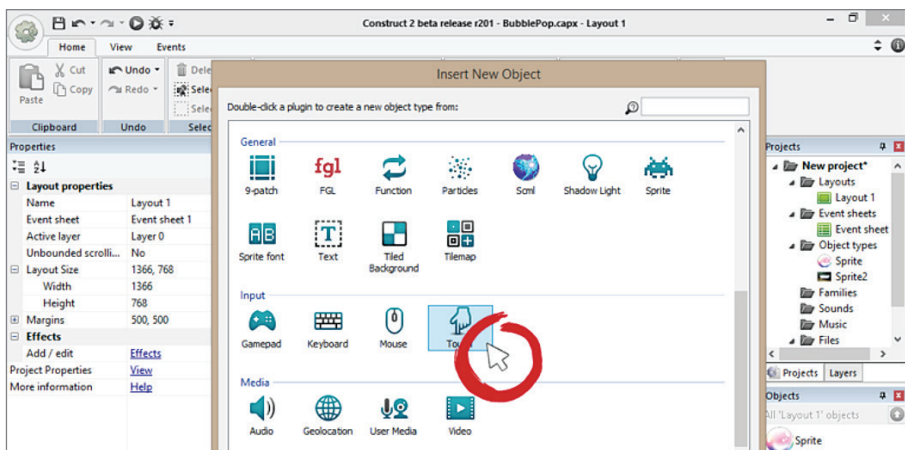 Construct 2 beta release r201 - BubblePop.capx - Layout 1
Home View Events
Cut
Copy
Paste
Clipboard
Undo
Redo
Undo
Dele
Sele
Sele
Selec
Properties
Layout properties
Name Layout 1
Event sheet Event sheet 1
Active layer Layer 0
Unbounded scrolli... No
Layout Size 1366, 768
Width 1366
Height 768
Margins 500, 500
Effects
Add / edit Effects
Project Properties View
More information Help
Insert New Object
Double-click a plugin to create a new object type from:
General
fgl
9-patch FGL Function Particles Scml Shadow Light Sprite
AB T
Sprite font Text Tiled Background Tilemap
Input
Gamepad Keyboard Mouse
Media
Audio Geolocation User Media Video
Projects
New project*
Layouts
Layout 1
Event sheets
Event sheet
Object types
Sprite
Sprite2
Families
Sounds
Music
Files
Projects Layers
Objects
All 'Layout 1' objects
Sprite